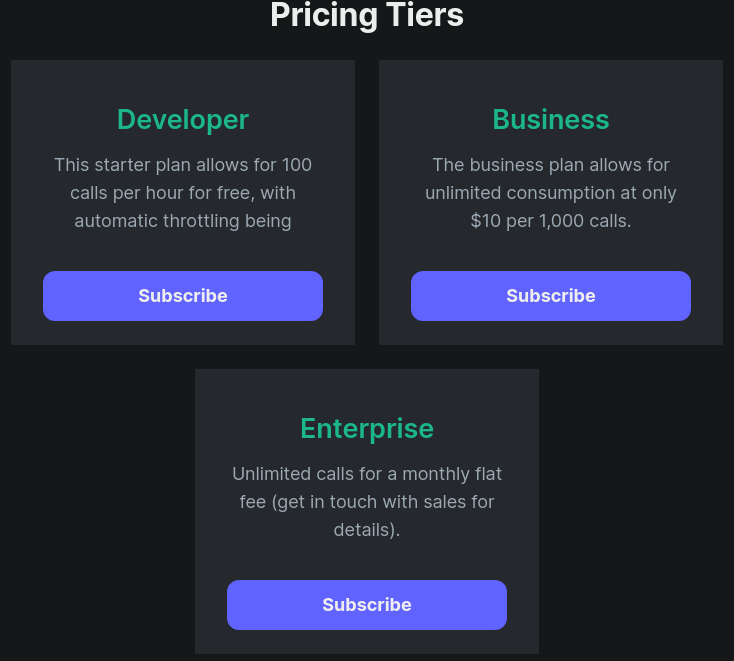 Pricing Tiers
Developer
This starter plan allows for 100
calls per hour for free, with
automatic throttling being
Subscribe
Business
The business plan allows for
unlimited consumption at only
$10 per 1,000 calls.
Subscribe
Enterprise
Unlimited calls for a monthly flat
fee (get in touch with sales for
details).
Subscribe